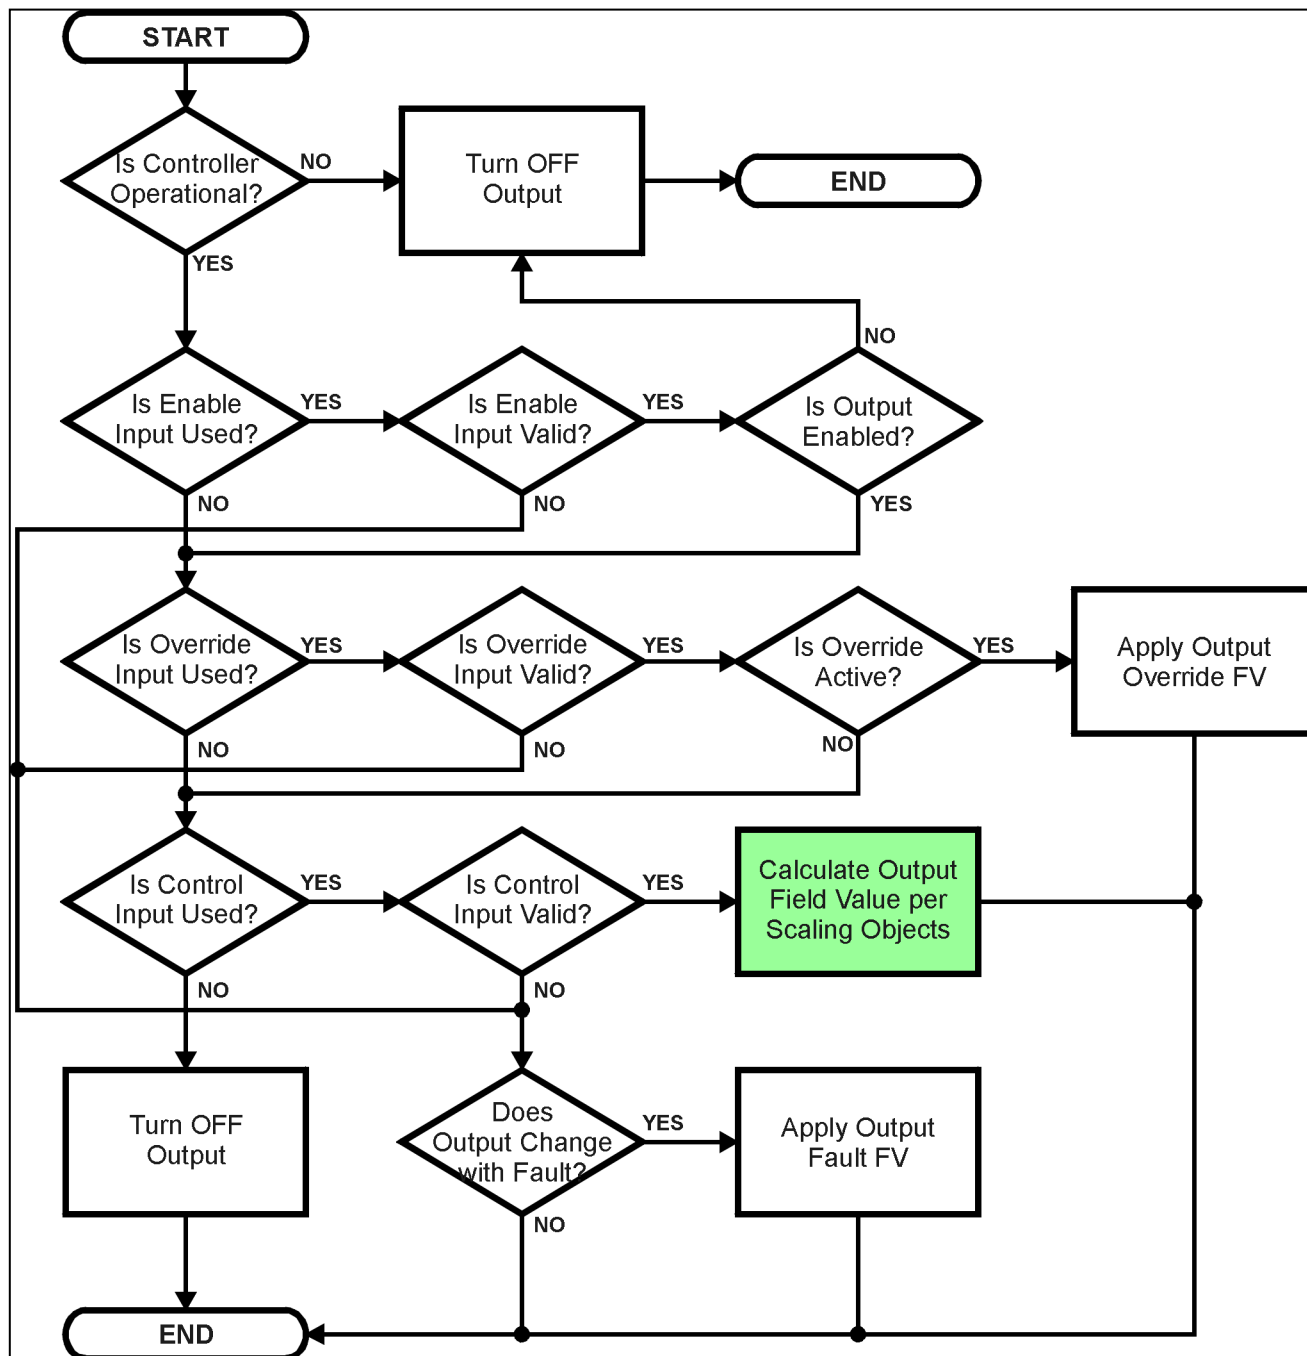 START
Is Controller
Operational?
NO
Turn OFF
Output
END
YES
Is Enable
Input Used?
YES
Is Enable
Input Valid?
YES
Is Output
Enabled?
NO
NO
NO
YES
Is Override
Input Used?
YES
Is Override
Input Valid?
YES
Is Override
Active?
YES
Apply Output
Override FV
NO
NO
NO
Is Control
Input Used?
YES
Is Control
Input Valid?
YES
Calculate Output
Field Value per
Scaling Objects
NO
NO
Turn OFF
Output
Does
Output Change
with Fault?
YES
Apply Output
Fault FV
NO
END